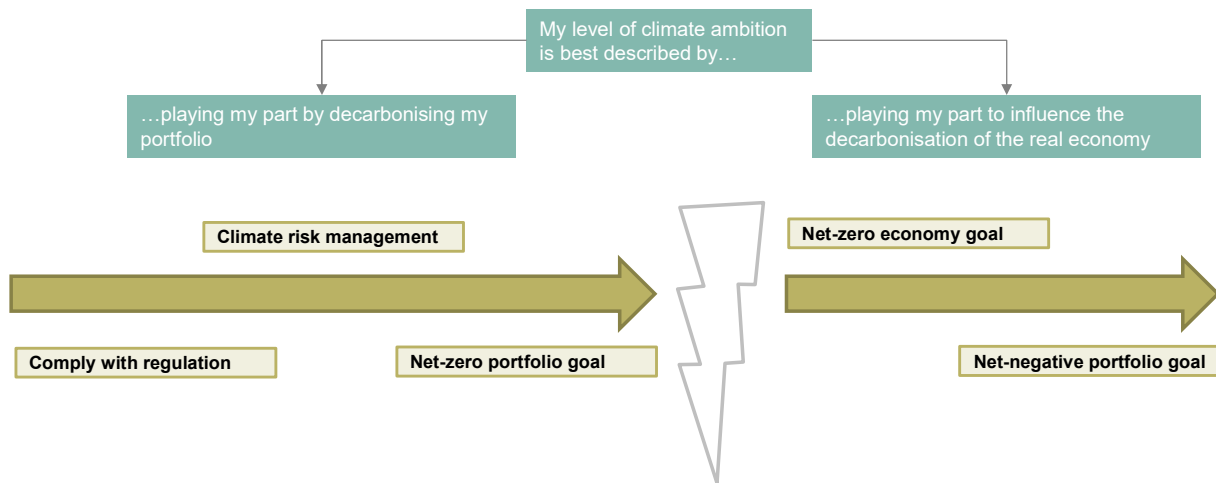 My level of climate ambition
is best described by…
…playing my part by decarbonising my
portfolio
…playing my part to influence the
decarbonisation of the real economy
Climate risk management
Net-zero economy goal
Comply with regulation
Net-zero portfolio goal
Net-negative portfolio goal